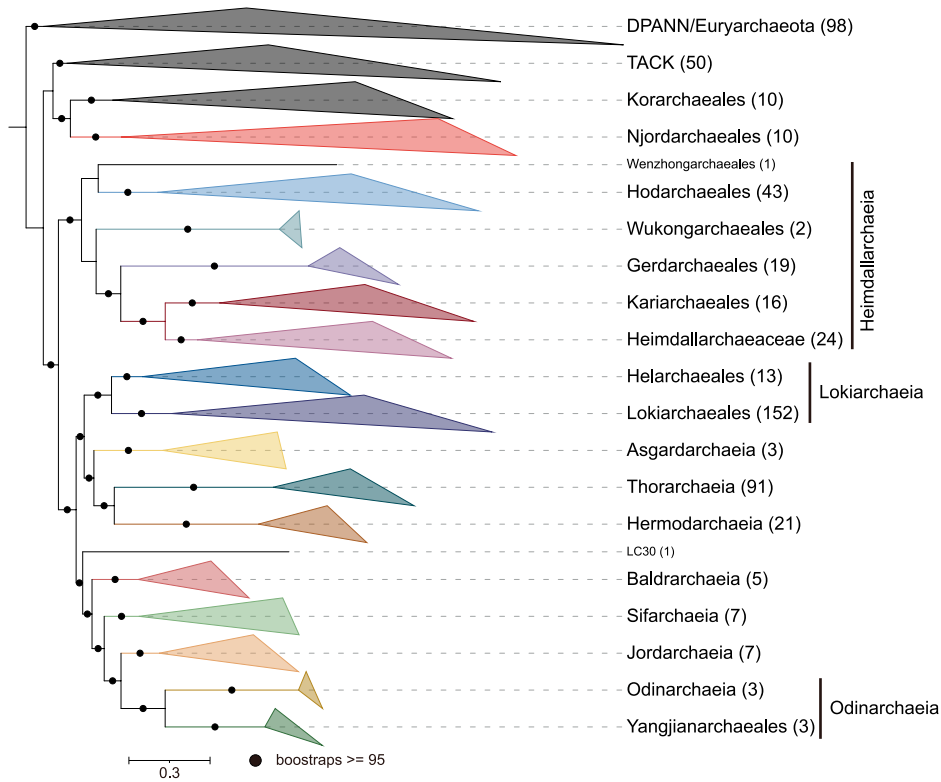 DPANN/Euryarchaeota (98)
TACK (50)
Korarchaeales (10)
Njordarchaeales (10)
Wenzhongarchaeales (1)
Hodarchaeales (43)
Wukongarchaeales (2)
Gerdarchaeales (19)
Kariarchaeales (16)
Heimdallarchaeaceae (24)
Heimdallarchaeia
Helarchaeales (13)
Lokiarchaeales (152)
Lokiarchaeia
Asgardarchaeia (3)
Thorarchaeia (91)
Hermodarchaeia (21)
LC30 (1)
Baldrarchaeia (5)
Sifarchaeia (7)
Jordarchaeia (7)
Odinarchaeia (3)
Yangjianarchaeales (3)
Odinarchaeia
0.3
boostraps >= 95